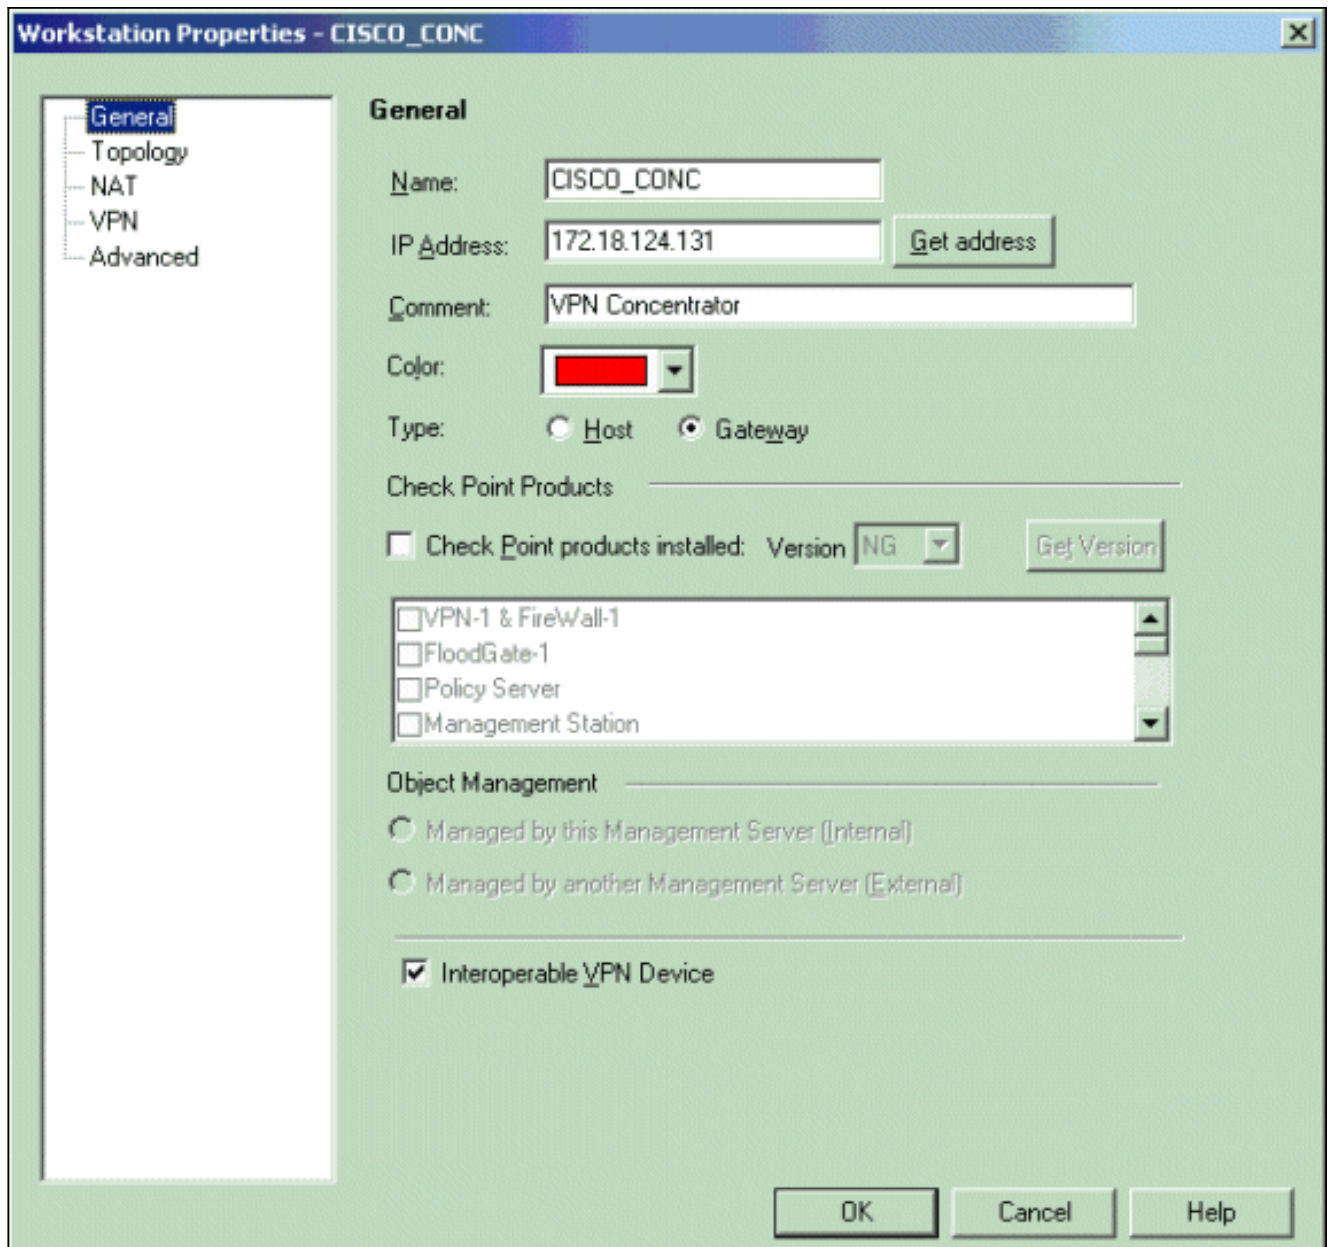 Workstation Properties - CISCO_CONC
General
Topology
NAT
VPN
Advanced
General
Name: CISCO_CONC
IP Address: 172.18.124.131 Get address
Comment: VPN Concentrator
Color:
Type: Host Gateway
Check Point Products
Check Point products installed: Version NG Get Version
VPN-1 & FireWall-1
FloodGate-1
Policy Server
Management Station
Object Management
Managed by this Management Server (Internal)
Managed by another Management Server (External)
Interoperable VPN Device
OK Cancel Help